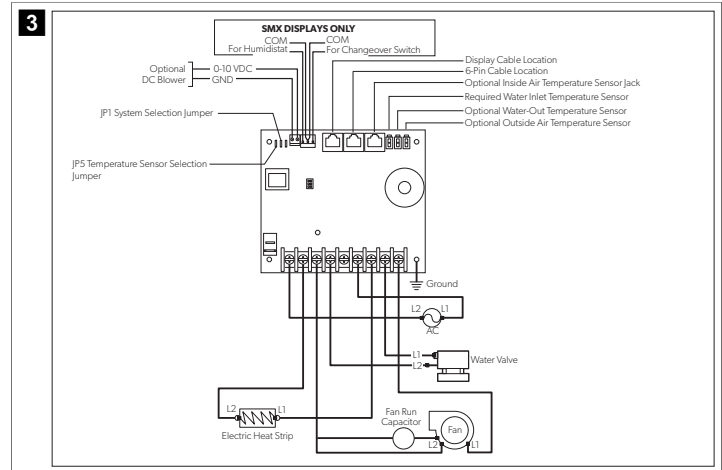 3
SMX DISPLAYS ONLY
COM
COM
For Humidistat
For Changeover Switch
Optional
DC Blower
0-10 VDC
GND
Display Cable Location
6-Pin Cable Location
Optional Inside Air Temperature Sensor Jack
Required Water Inlet Temperature Sensor
Optional Water-Out Temperature Sensor
Optional Outside Air Temperature Sensor
JP1 System Selection Jumper
JP5 Temperature Sensor Selection
Jumper
Ground
L2
L1
AC
L1
L2
Water Valve
L2
L1
Electric Heat Strip
Fan Run
Capacitor
Fan
L2
L1